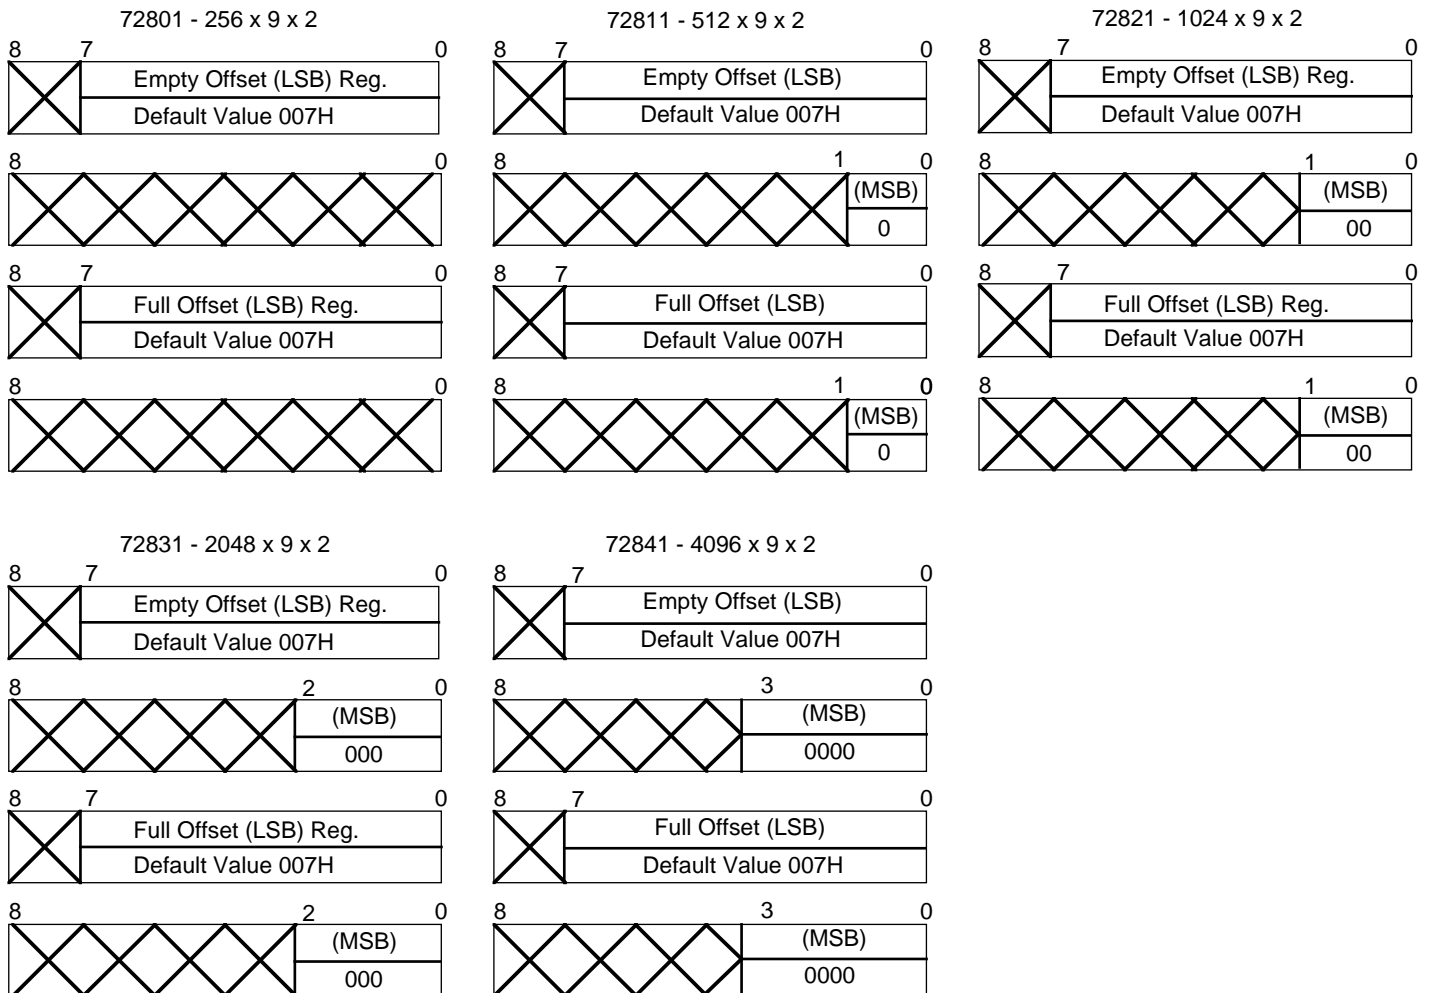 72801 - 256 x 9 x 2
8 7 0
Empty Offset (LSB) Reg.
Default Value 007H
8 0
8 7 0
Full Offset (LSB) Reg.
Default Value 007H
8 0
72811 - 512 x 9 x 2
8 7 0
Empty Offset (LSB)
Default Value 007H
8 1 0
(MSB)
0
8 7 0
Full Offset (LSB)
Default Value 007H
8 1 0
(MSB)
0
72821 - 1024 x 9 x 2
8 7 0
Empty Offset (LSB) Reg.
Default Value 007H
8 1 0
(MSB)
00
8 7 0
Full Offset (LSB) Reg.
Default Value 007H
8 1 0
(MSB)
00
72831 - 2048 x 9 x 2
8 7 0
Empty Offset (LSB) Reg.
Default Value 007H
8 2 0
(MSB)
000
8 7 0
Full Offset (LSB) Reg.
Default Value 007H
8 2 0
(MSB)
000
72841 - 4096 x 9 x 2
8 7 0
Empty Offset (LSB)
Default Value 007H
8 3 0
(MSB)
0000
8 7 0
Full Offset (LSB)
Default Value 007H
8 3 0
(MSB)
0000